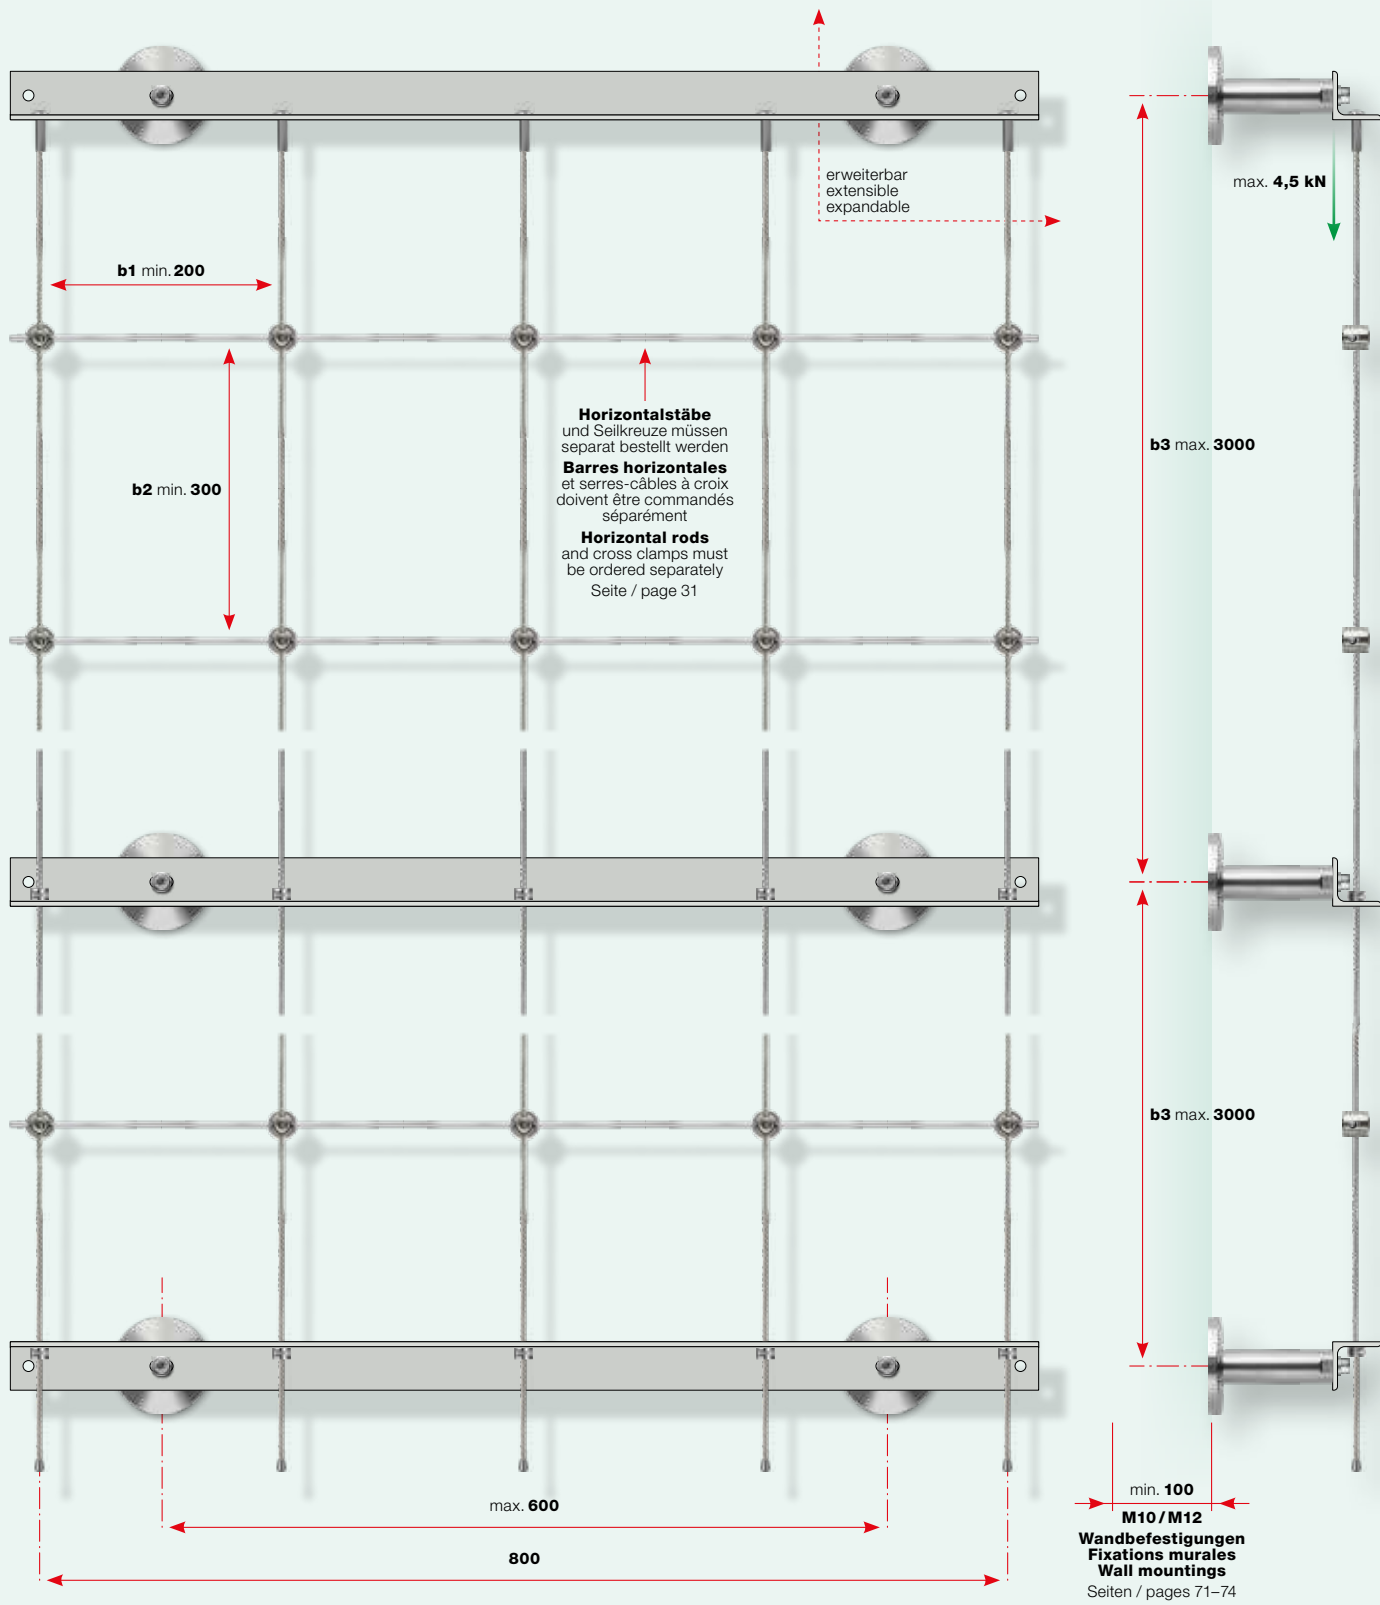 erweiterbar
extensible
expandable
max. 4,5 kN
b1 min. 200
Horizontalstäbe
und Seilkreuze müssen
separat bestellt werden
Barres horizontales
et serres-câbles à croix
doivent être commandés
séparément
Horizontal rods
and cross clamps must
be ordered separately
Seite / page 31
b2 min. 300
b3 max. 3000
b3 max. 3000
max. 600
800
min. 100
M10 / M12
Wandbefestigungen
Fixations murales
Wall mountings
Seiten / pages 71–74